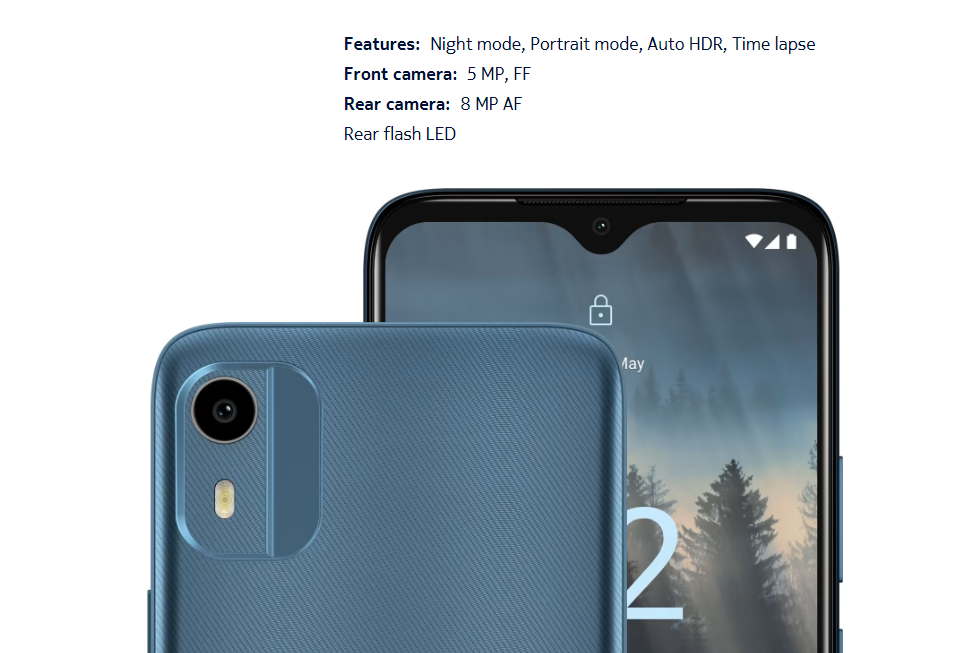 Features: Night mode, Portrait mode, Auto HDR, Time lapse
Front camera: 5 MP, FF
Rear camera: 8 MP AF
Rear flash LED
May
2